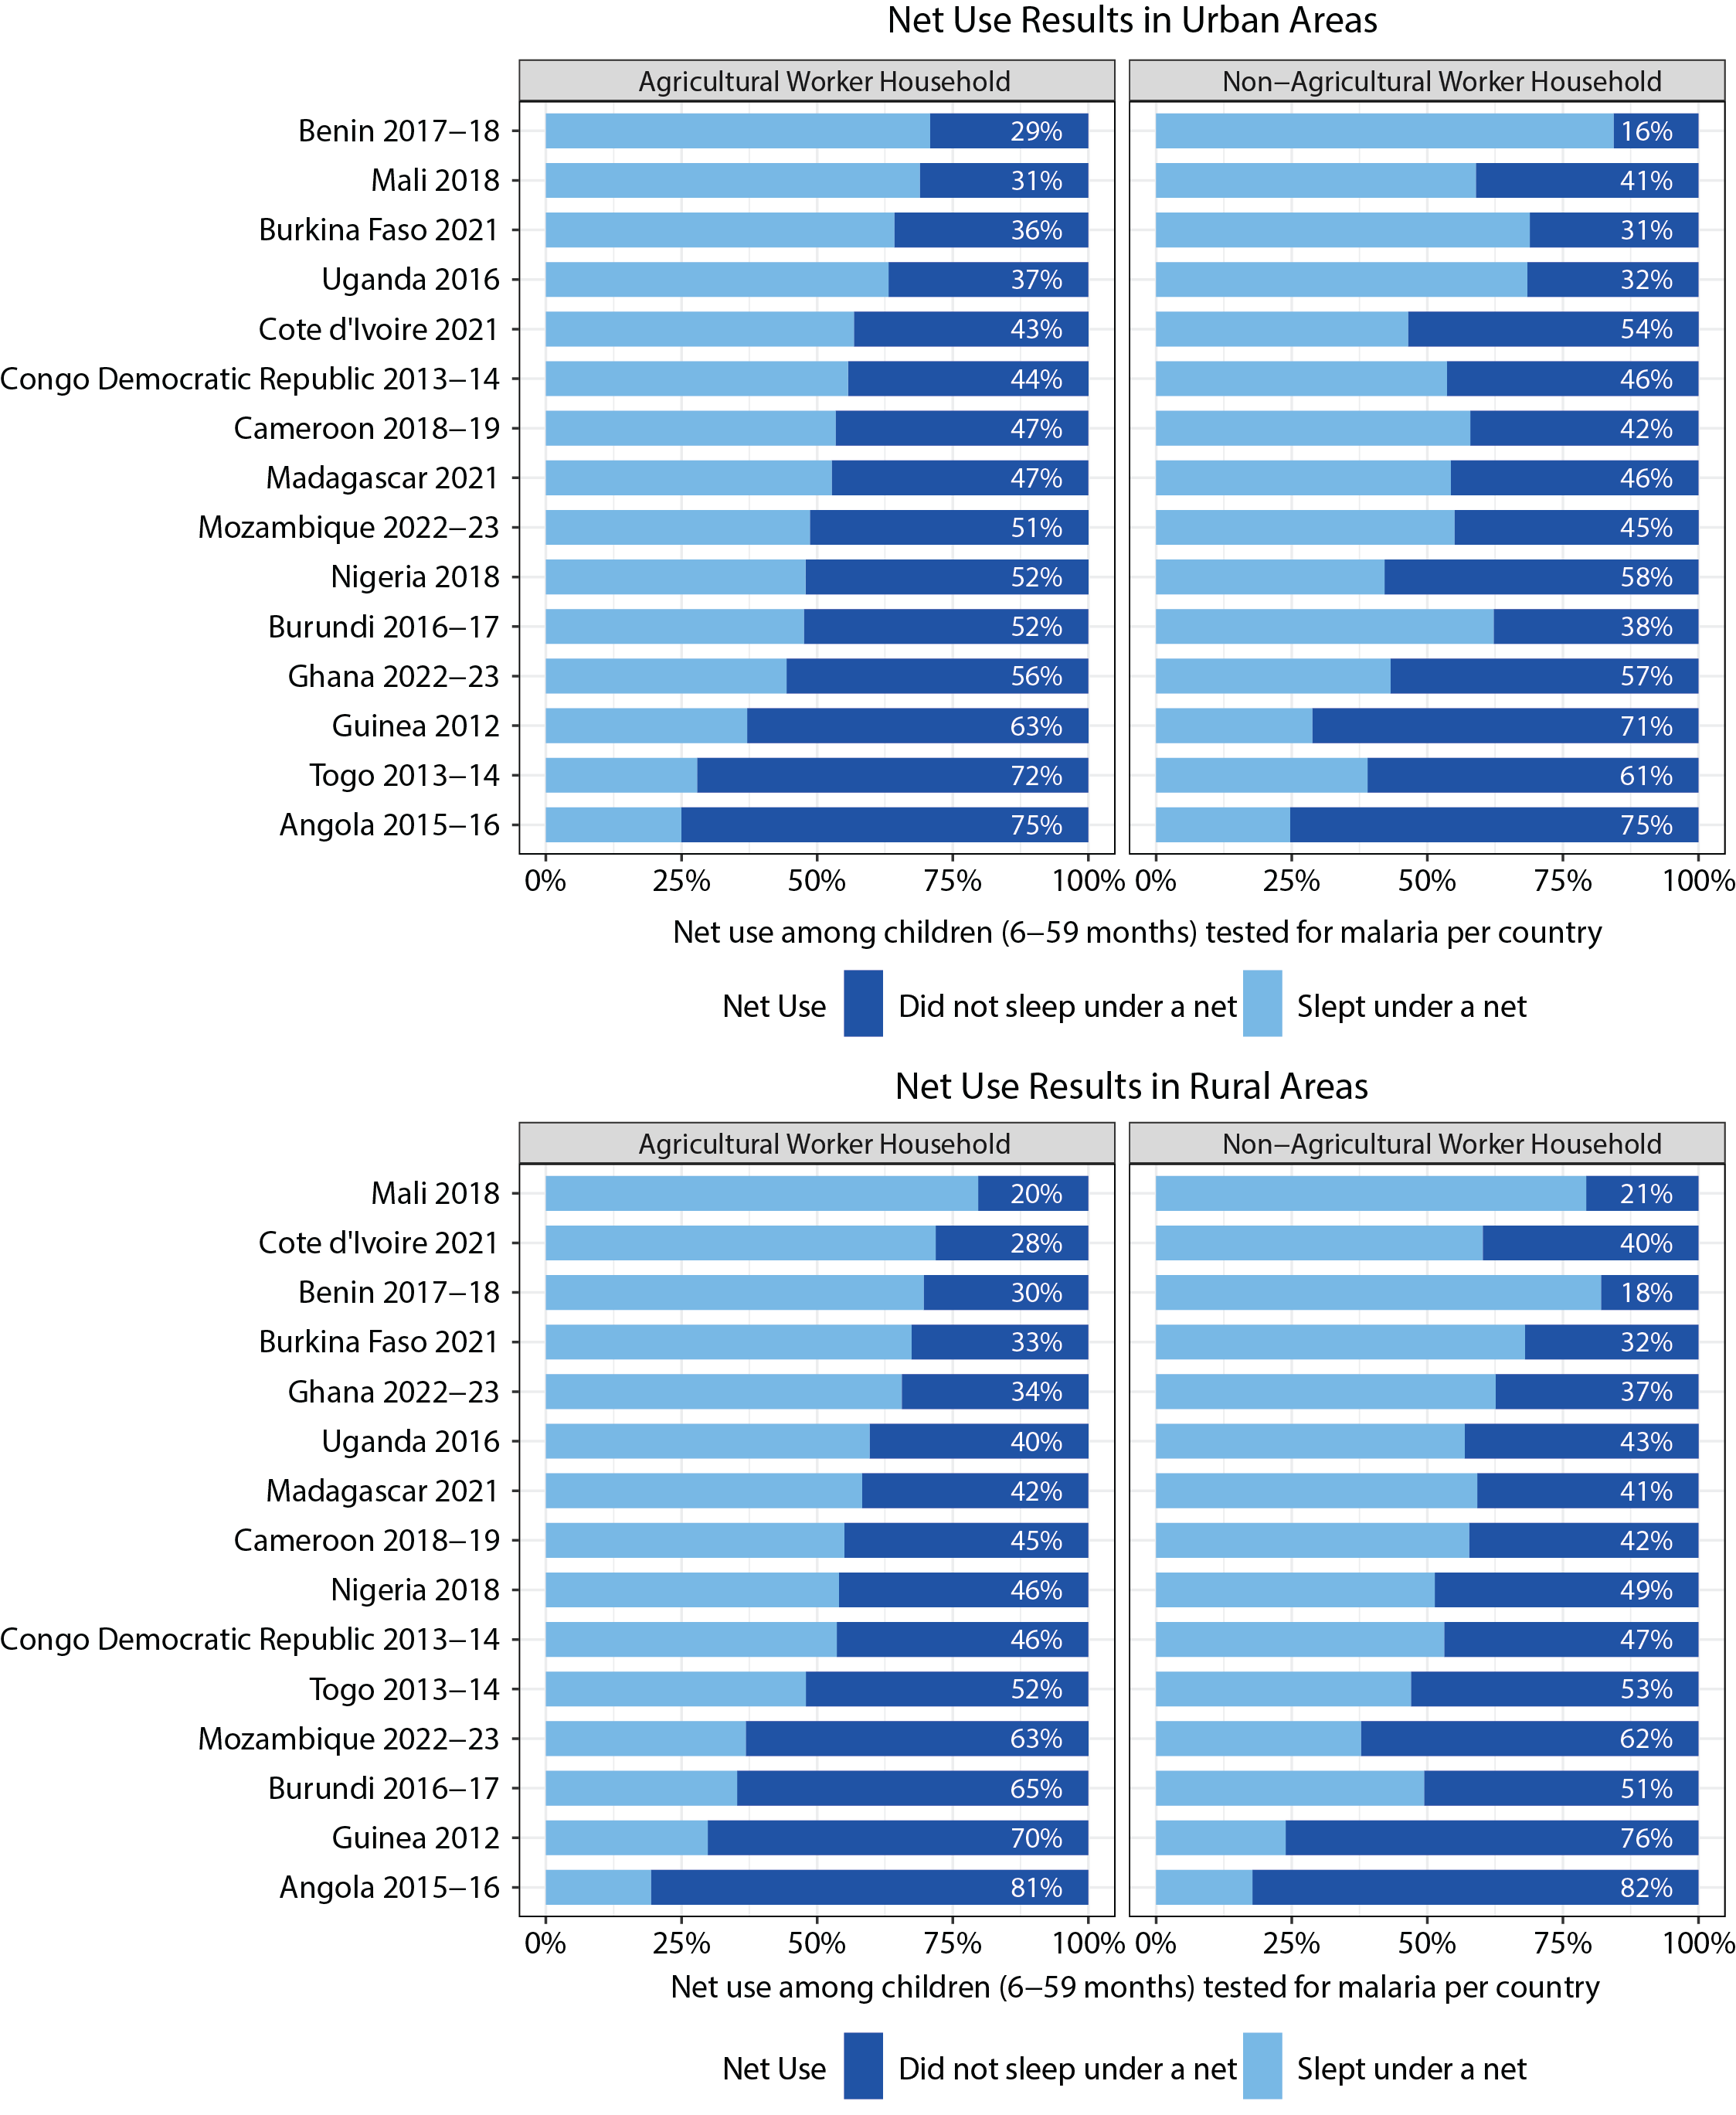 Net Use Results in Urban Areas
Agricultural Worker Household Non−Agricultural Worker Household
Benin 2017−18 29% 16%
Mali 2018 31% 41%
Burkina Faso 2021 36% 31%
Uganda 2016 37% 32%
Cote d'Ivoire 2021 43% 54%
Congo Democratic Republic 2013−14 44% 46%
Cameroon 2018−19 47% 42%
Madagascar 2021 47% 46%
Mozambique 2022−23 51% 45%
Nigeria 2018 52% 58%
Burundi 2016−17 52% 38%
Ghana 2022−23 56% 57%
Guinea 2012 63% 71%
Togo 2013−14 72% 61%
Angola 2015−16 75% 75%
0% 25% 50% 75% 100% 0% 25% 50% 75% 100%
Net use among children (6−59 months) tested for malaria per country
Net Use Did not sleep under a net Slept under a net
Net Use Results in Rural Areas
Agricultural Worker Household Non−Agricultural Worker Household
Mali 2018 20% 21%
Cote d'Ivoire 2021 28% 40%
Benin 2017−18 30% 18%
Burkina Faso 2021 33% 32%
Ghana 2022−23 34% 37%
Uganda 2016 40% 43%
Madagascar 2021 42% 41%
Cameroon 2018−19 45% 42%
Nigeria 2018 46% 49%
Congo Democratic Republic 2013−14 46% 47%
Togo 2013−14 52% 53%
Mozambique 2022−23 63% 62%
Burundi 2016−17 65% 51%
Guinea 2012 70% 76%
Angola 2015−16 81% 82%
0% 25% 50% 75% 100% 0% 25% 50% 75% 100%
Net use among children (6−59 months) tested for malaria per country
Net Use Did not sleep under a net Slept under a net